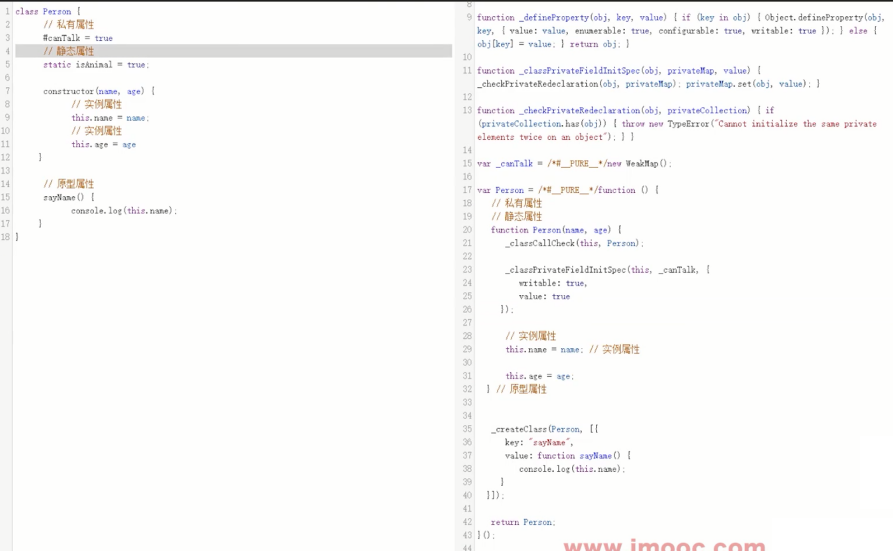 1 class Person {
2 // 私有属性
3 #canTalk = true
4 // 静态属性
5 static isAnimal = true;
6
7 constructor(name, age) {
8 // 实例属性
9 this.name = name;
10 // 实例属性
11 this.age = age
12 }
13
14 // 原型属性
15 sayName() {
16 console.log(this.name);
17 }
18 }
8
9 function _defineProperty(obj, key, value) { if (key in obj) { Object.defineProperty(obj,
key, { value: value, enumerable: true, configurable: true, writable: true }); } else {
obj[key] = value; } return obj; }
10
11 function _classPrivateFieldInitSpec(obj, privateMap, value) {
_checkPrivateRedeclaration(obj, privateMap); privateMap.set(obj, value); }
12
13 function _checkPrivateRedeclaration(obj, privateCollection) { if
(privateCollection.has(obj)) { throw new TypeError("Cannot initialize the same private
elements twice on an object"); } }
14
15 var _canTalk = /*#__PURE__*/new WeakMap();
16
17 var Person = /*#__PURE__*/function () {
18 // 私有属性
19 // 静态属性
20 function Person(name, age) {
21 _classCallCheck(this, Person);
22
23 _classPrivateFieldInitSpec(this, _canTalk, {
24 writable: true,
25 value: true
26 });
27
28 // 实例属性
29 this.name = name; // 实例属性
30
31 this.age = age;
32 } // 原型属性
33
34
35 _createClass(Person, [{
36 key: "sayName",
37 value: function sayName() {
38 console.log(this.name);
39 }
40 }]);
41
42 return Person;
43 }();
44
www.imooc.com